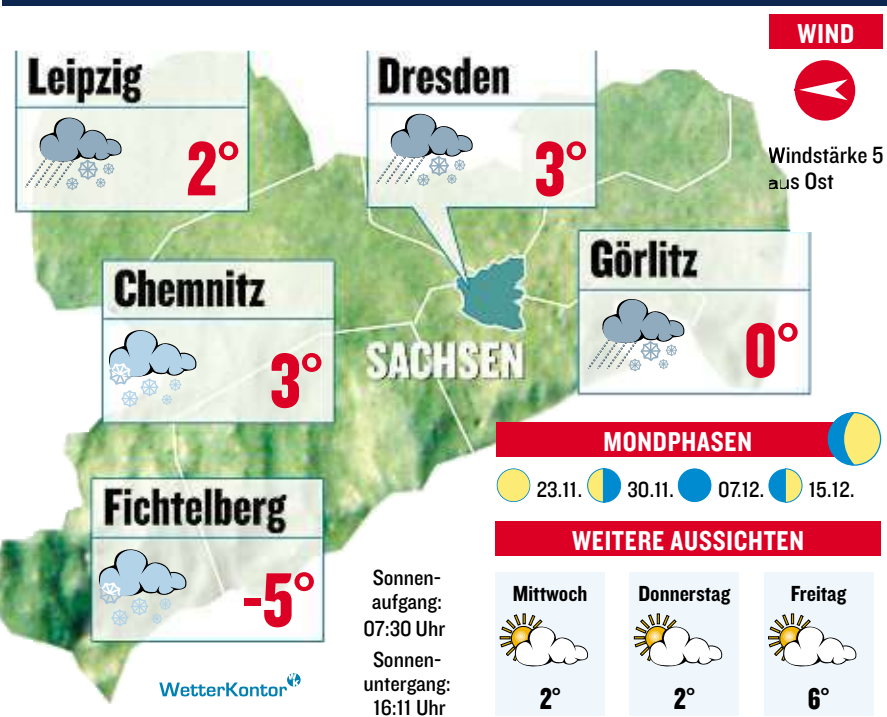 WIND
Windstärke 5
aus Ost
Leipzig
2°
Dresden
3°
Görlitz
0°
Chemnitz
3°
SACHSEN
Fichtelberg
-5°
MONDPHASEN
23.11. 30.11. 07.12. 15.12.
WEITERE AUSSICHTEN
Mittwoch
2°
Donnerstag
2°
Freitag
6°
Sonnen-
aufgang:
07:30 Uhr
Sonnen-
untergang:
16:11 Uhr
WetterKontor